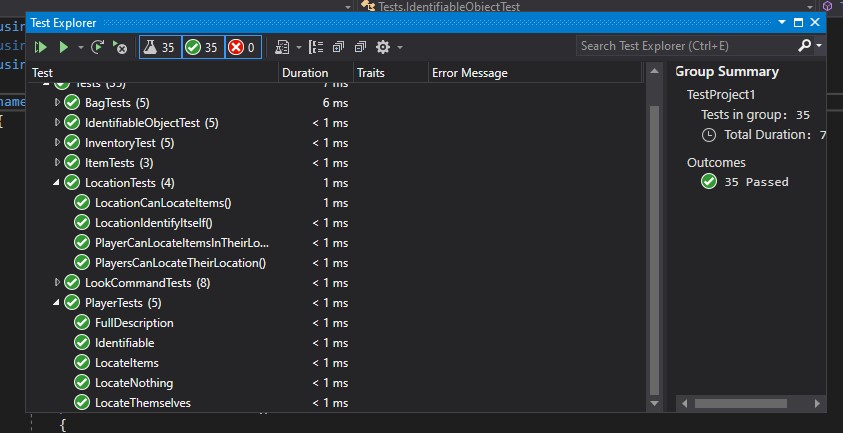 Tests.IdentifiableObjectTest
Test Explorer
35 35 0
Search Test Explorer (Ctrl+E)
Test Duration Traits Error Message
Tests (35) 7 ms
BagTests (5) 6 ms
IdentifiableObjectTest (5) < 1 ms
InventoryTest (5) < 1 ms
ItemTests (3) < 1 ms
LocationTests (4) 1 ms
LocationCanLocateItems() 1 ms
LocationIdentifyItself() < 1 ms
PlayerCanLocateItemsInTheirLo... < 1 ms
PlayersCanLocateTheirLocation() < 1 ms
LookCommandTests (8) < 1 ms
PlayerTests (5) < 1 ms
FullDescription < 1 ms
Identifiable < 1 ms
LocateItems < 1 ms
LocateNothing < 1 ms
LocateThemselves < 1 ms
Group Summary
TestProject1
Tests in group: 35
Total Duration: 7
Outcomes
35 Passed
usin
usin
usin
name
{
{